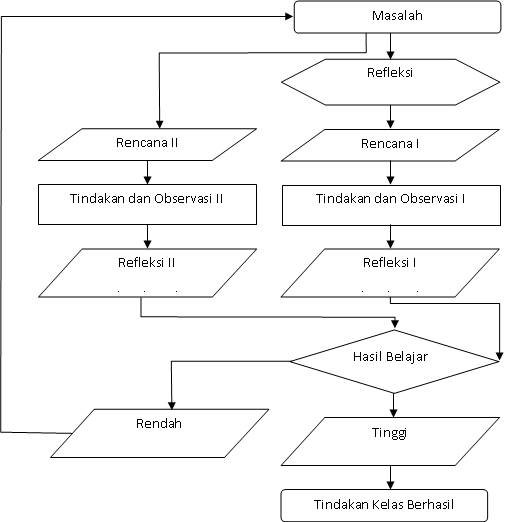 Masalah
Refleksi
Rencana II
Rencana I
Tindakan dan Observasi II
Tindakan dan Observasi I
Refleksi II
. . .
Refleksi I
. . .
Hasil Belajar
Rendah
Tinggi
Tindakan Kelas Berhasil